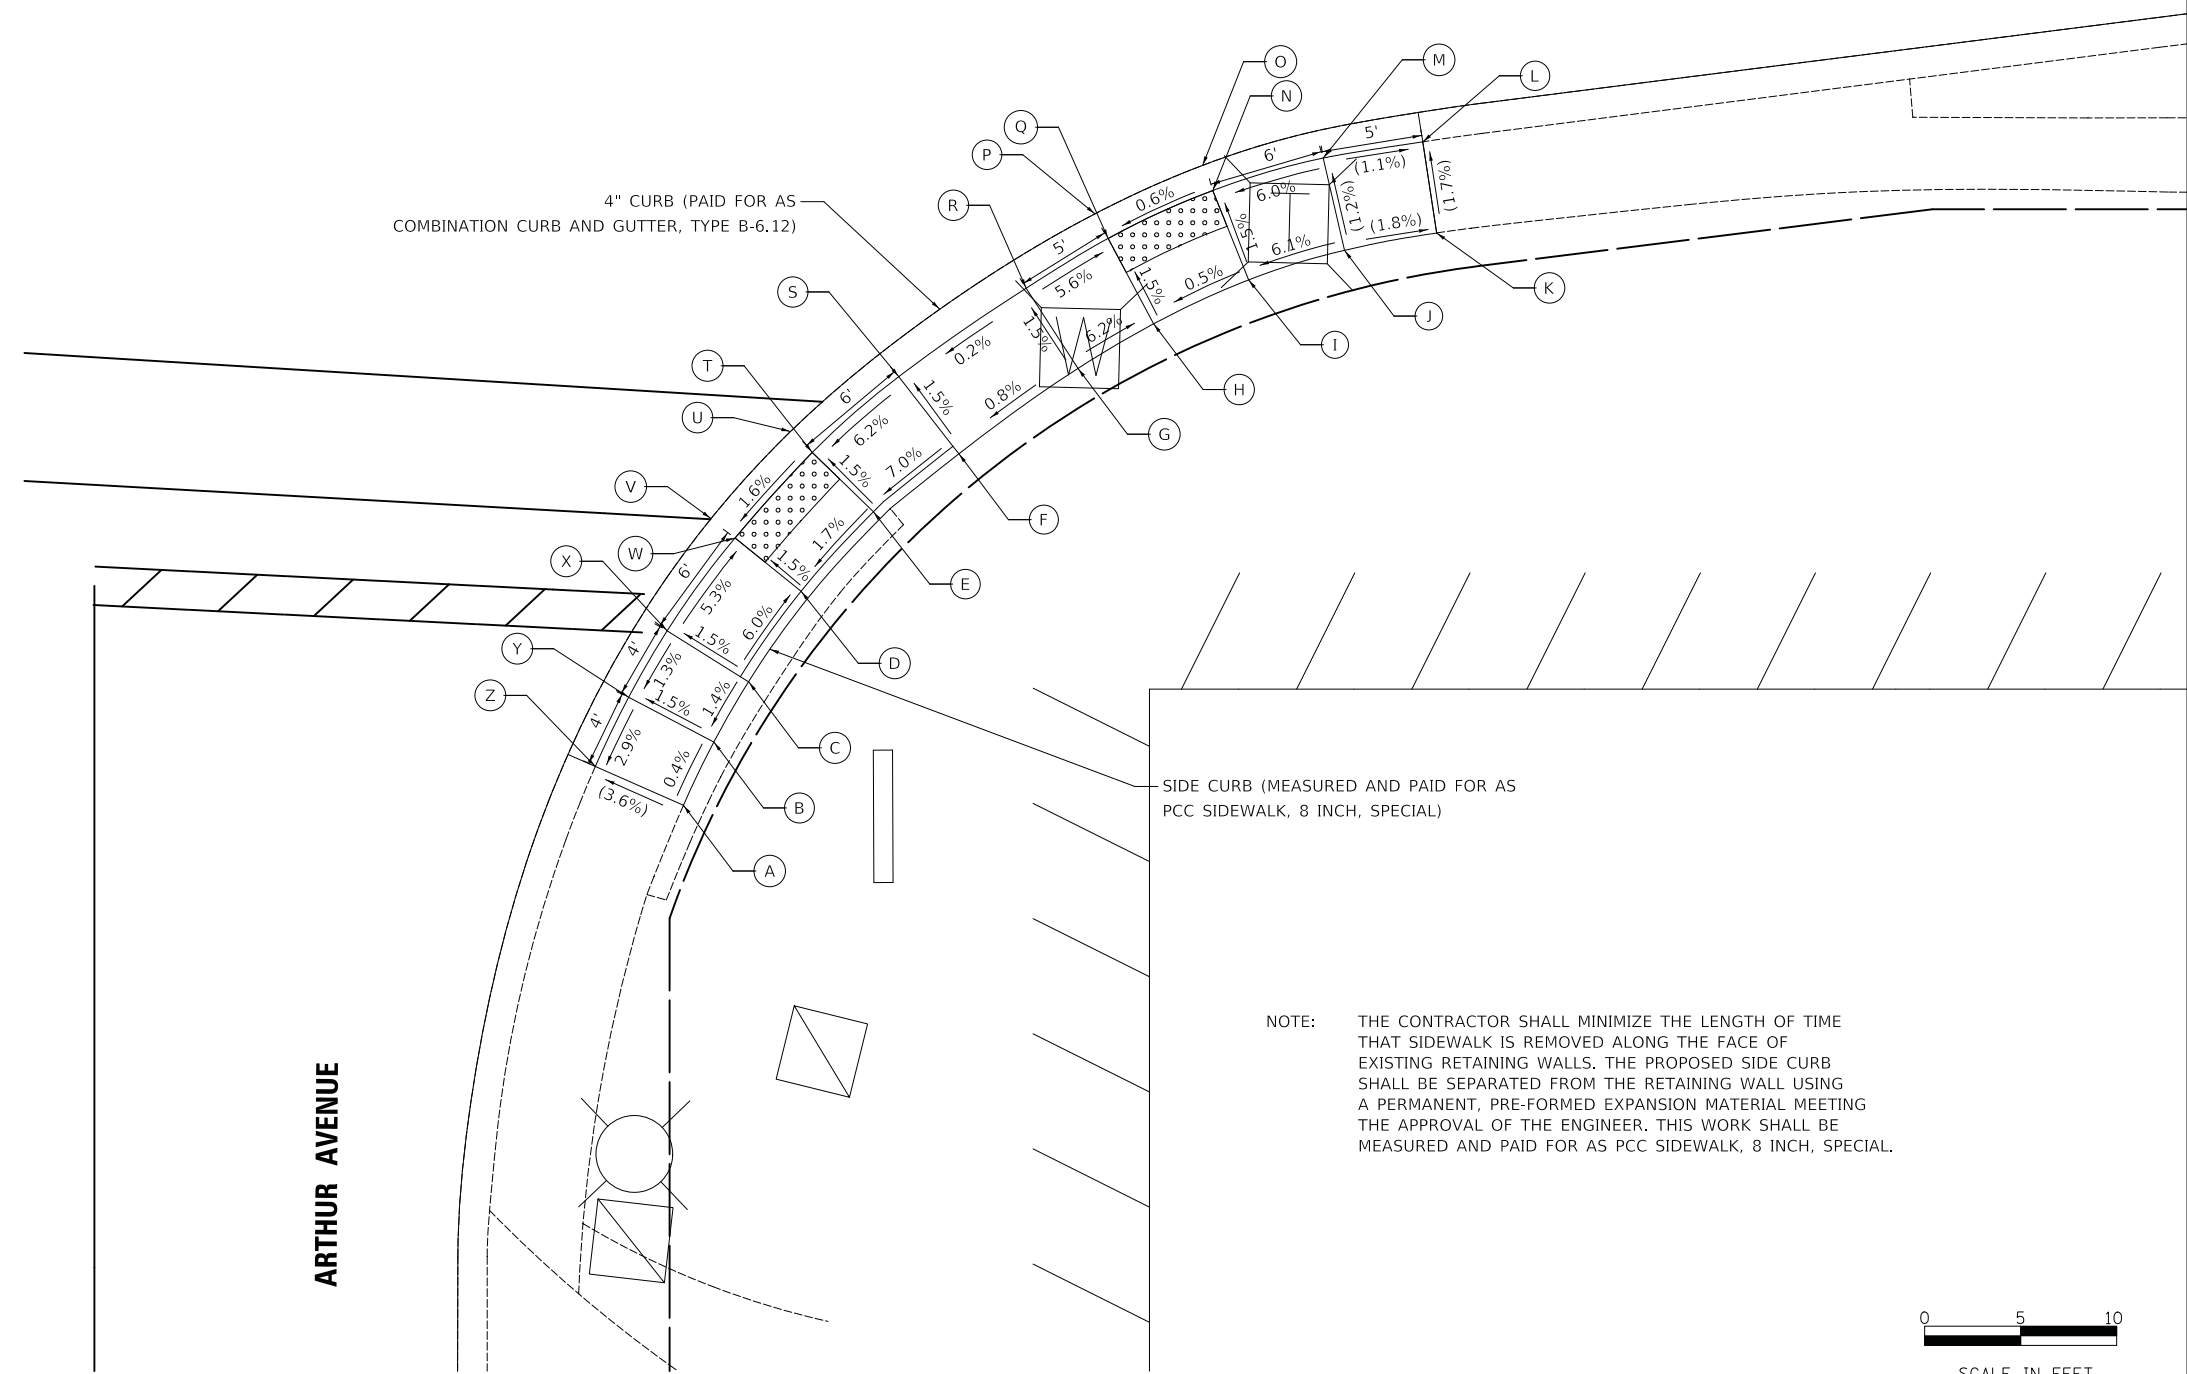 O
M
L
N
Q
P
R
S
T
U
V
W
X
Y
Z
K
J
I
H
G
F
E
D
C
B
A
4" CURB (PAID FOR AS
COMBINATION CURB AND GUTTER, TYPE B-6.12)
5'
6'
(1.1%)
(1.7%)
6.0%
(1.2%)
(1.8%)
0.6%
1.5%
6.1%
5'
5.6%
1.5%
0.5%
1.5%
6.2%
0.2%
0.8%
6'
1.5%
6.2%
1.5%
7.0%
1.6%
1.7%
1.5%
6'
5.3%
6.0%
1.5%
4'
1.3%
1.4%
1.5%
4'
2.9%
0.4%
(3.6%)
SIDE CURB (MEASURED AND PAID FOR AS
PCC SIDEWALK, 8 INCH, SPECIAL)
NOTE: THE CONTRACTOR SHALL MINIMIZE THE LENGTH OF TIME
THAT SIDEWALK IS REMOVED ALONG THE FACE OF
EXISTING RETAINING WALLS. THE PROPOSED SIDE CURB
SHALL BE SEPARATED FROM THE RETAINING WALL USING
A PERMANENT, PRE-FORMED EXPANSION MATERIAL MEETING
THE APPROVAL OF THE ENGINEER. THIS WORK SHALL BE
MEASURED AND PAID FOR AS PCC SIDEWALK, 8 INCH, SPECIAL.
ARTHUR AVENUE
0 5 10
SCALE IN FEET